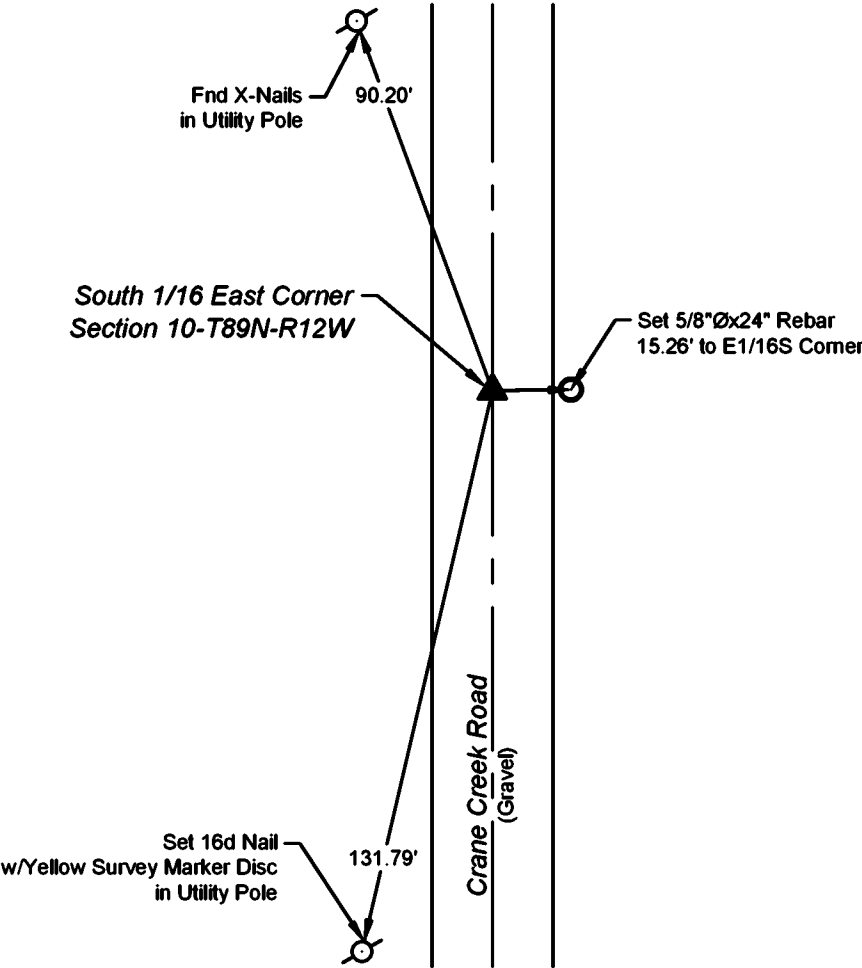 Fnd X-Nails
in Utility Pole
90.20'
South 1/16 East Corner
Section 10-T89N-R12W
Set 5/8"Øx24" Rebar
15.26' to E1/16S Corner
Crane Creek Road
(Gravel)
Set 16d Nail
w/Yellow Survey Marker Disc
in Utility Pole
131.79'